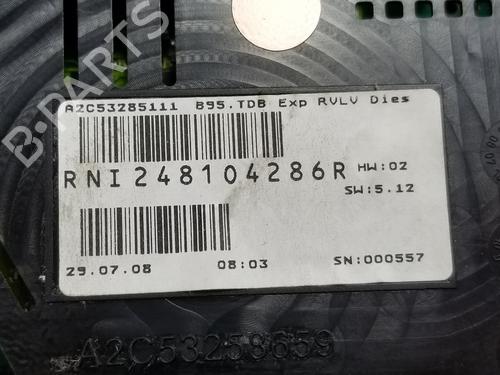 B-PARTS
A2C53285111 B95.TDB Exp RVLV Dies
RNI248104286R HW:02
SW:5.12
29.07.08 08:03 SN:000557
A2C53258659